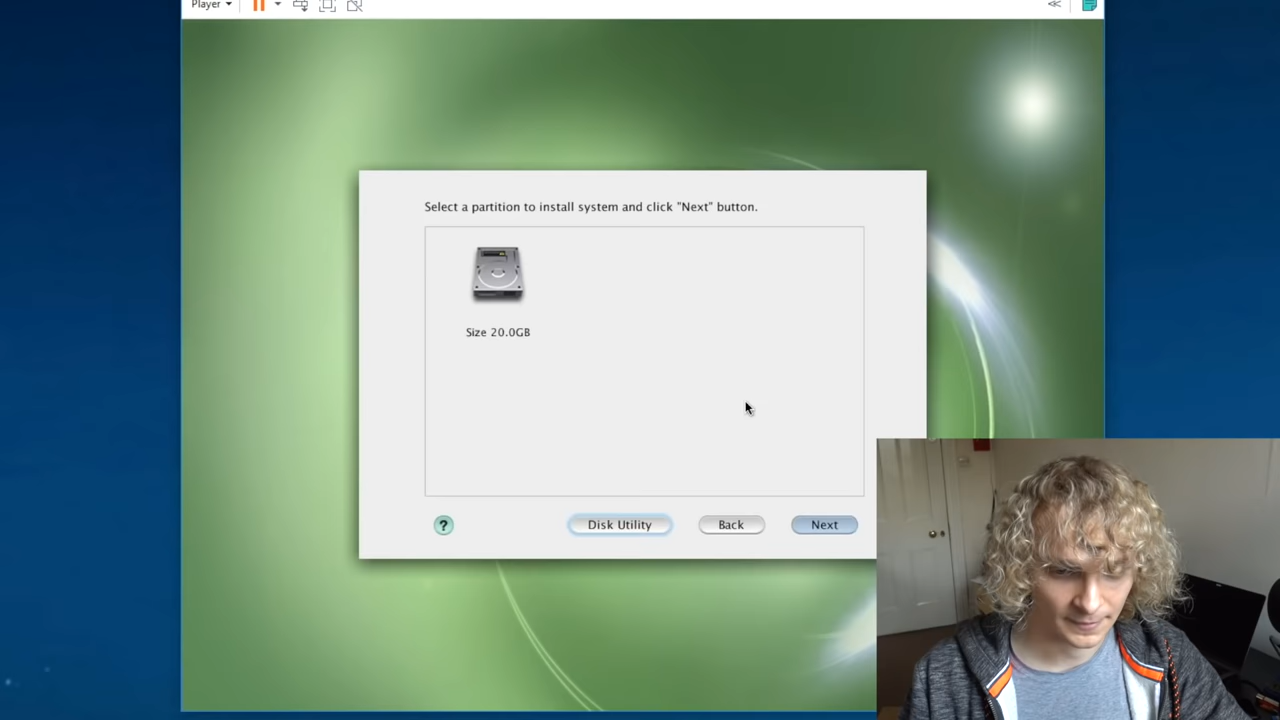 Player
Select a partition to install system and click "Next" button.
Size 20.0GB
?
Disk Utility
Back
Next